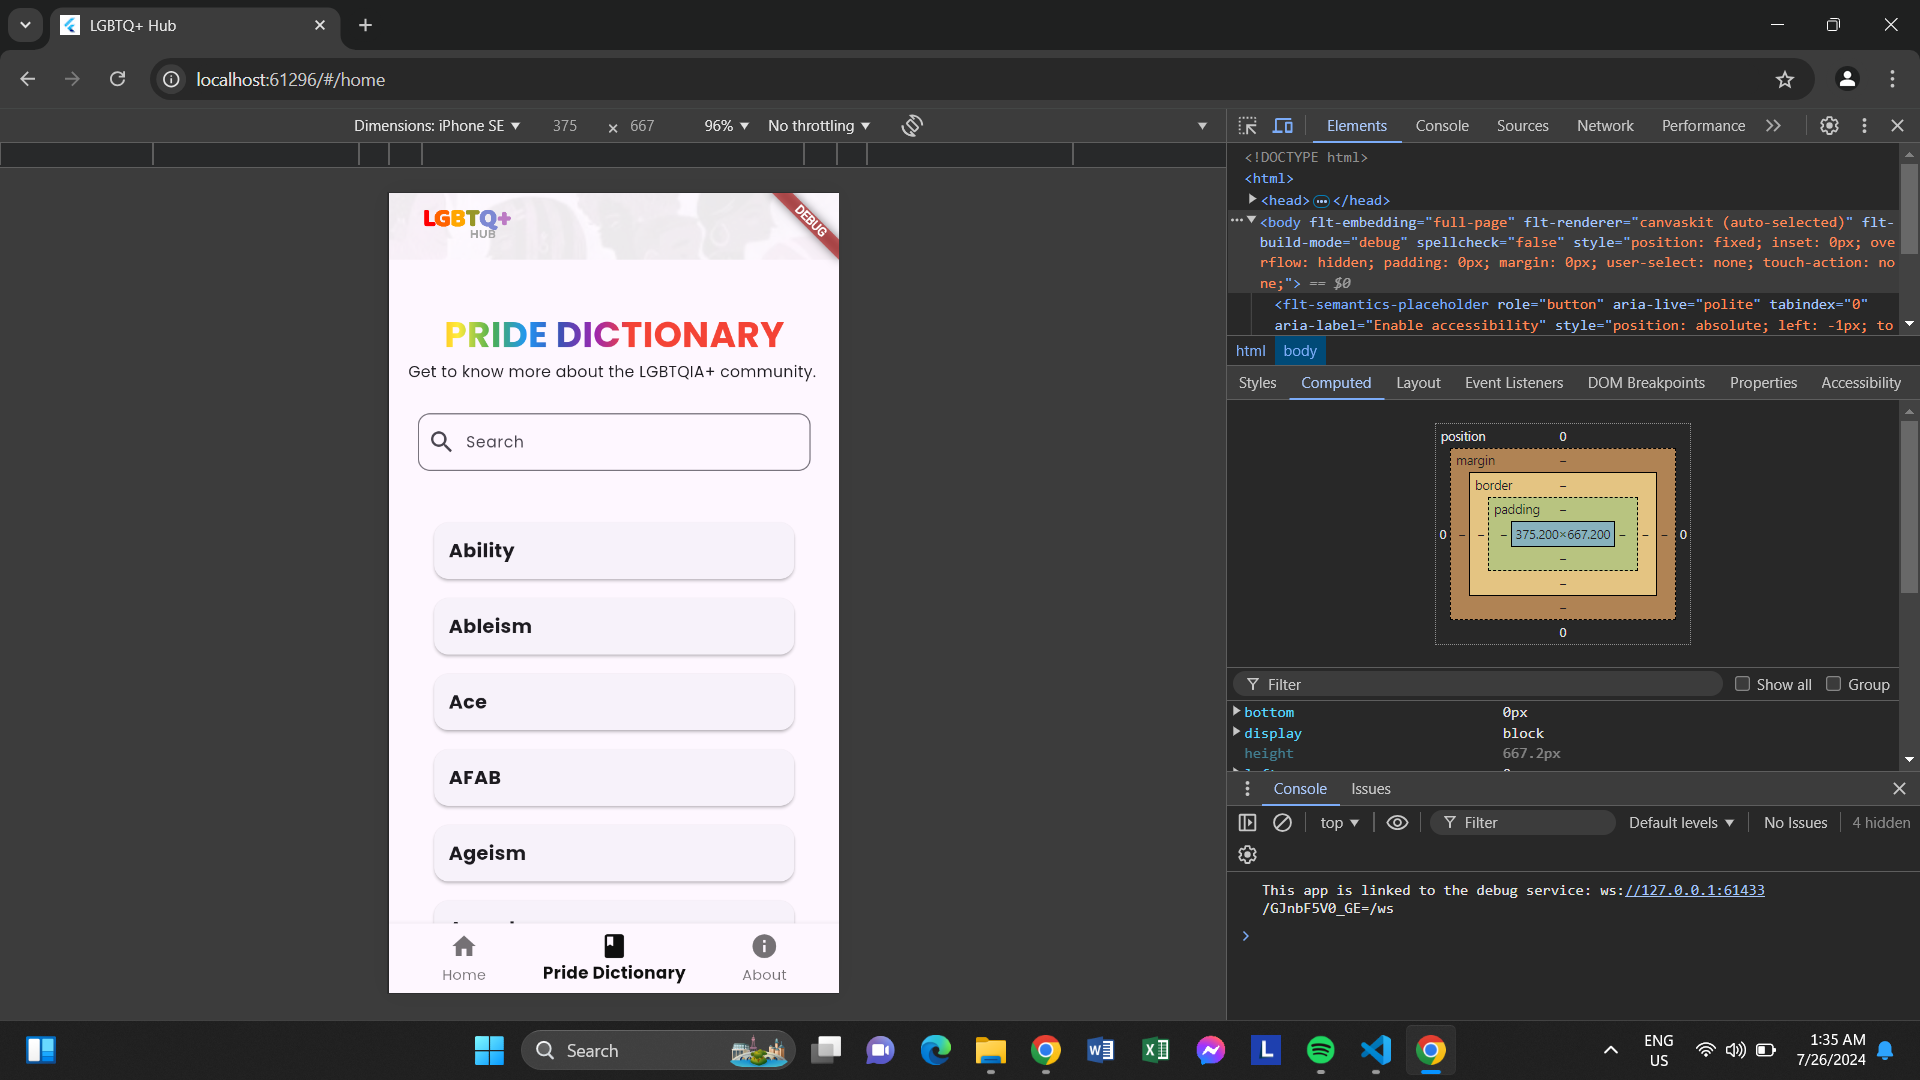 LGBTQ+ Hub
localhost:61296/#/home
Dimensions: iPhone SE 375 × 667 96% No throttling
LGBTQ+
HUB
DEBUG
PRIDE DICTIONARY
Get to know more about the LGBTQIA+ community.
Search
Ability
Ableism
Ace
AFAB
Ageism
Home
Pride Dictionary
About
Elements Console Sources Network Performance
<!DOCTYPE html>
<html>
<head> ••• </head>
••• <body flt-embedding="full-page" flt-renderer="canvaskit (auto-selected)" flt-
build-mode="debug" spellcheck="false" style="position: fixed; inset: 0px; ove
rflow: hidden; padding: 0px; margin: 0px; user-select: none; touch-action: no
ne;"> == $0
<flt-semantics-placeholder role="button" aria-live="polite" tabindex="0"
aria-label="Enable accessibility" style="position: absolute; left: -1px; to
html body
Styles Computed Layout Event Listeners DOM Breakpoints Properties Accessibility
position 0
margin –
border –
padding –
0 – – – 375.200×667.200 – – – 0
–
–
–
0
Filter Show all Group
bottom 0px
display block
height 667.2px
Console Issues
top Filter Default levels No Issues 4 hidden
This app is linked to the debug service: ws://127.0.0.1:61433
/GJnbF5V0_GE=/ws
Search
L
ENG
US
1:35 AM
7/26/2024